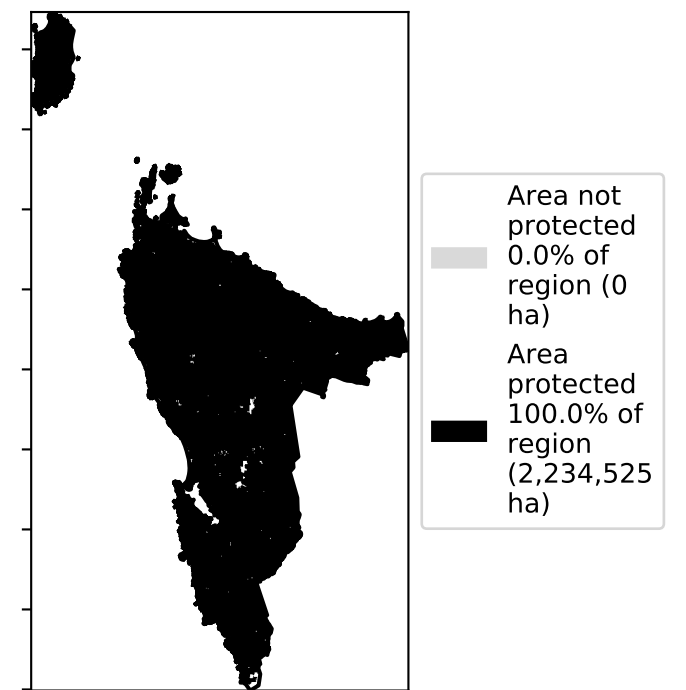 Area not
protected
0.0% of
region (0
ha)
Area
protected
100.0% of
region
(2,234,525
ha)